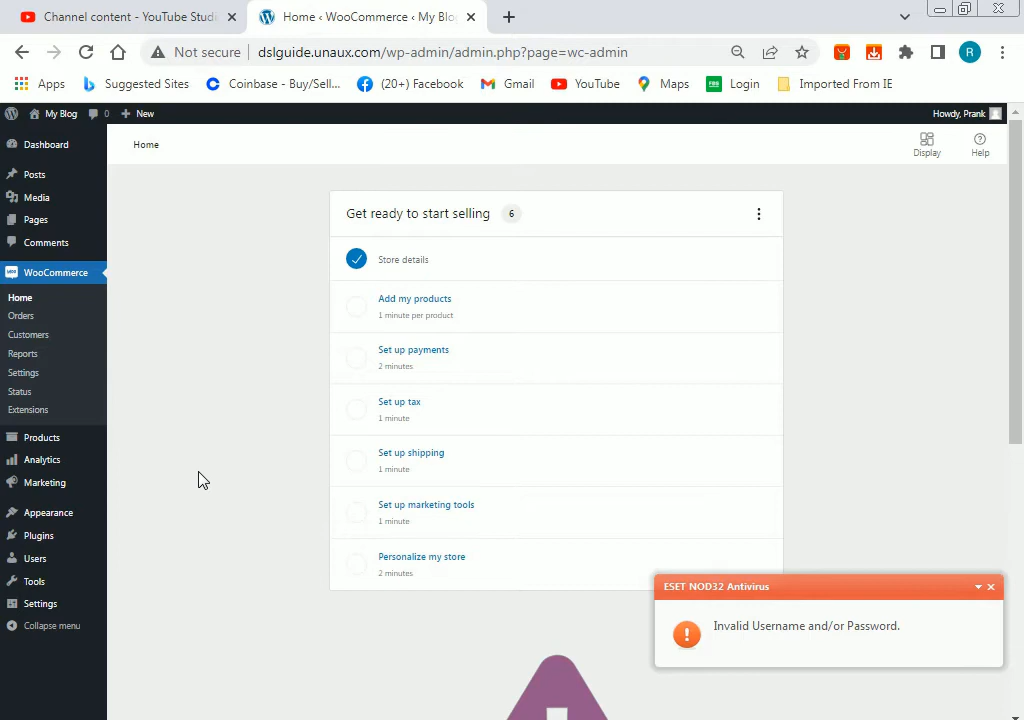 Channel content - YouTube Studi
Home ‹ WooCommerce ‹ My Blo
Not secure
dslguide.unaux.com/wp-admin/admin.php?page=wc-admin
R
Apps
Suggested Sites
Coinbase - Buy/Sell...
(20+) Facebook
Gmail
YouTube
Maps
Login
Imported From IE
My Blog
0
New
Howdy, Prank
Dashboard
Posts
Media
Pages
Comments
WooCommerce
Home
Orders
Customers
Reports
Settings
Status
Extensions
Products
Analytics
Marketing
Appearance
Plugins
Users
Tools
Settings
Collapse menu
Home
Display
Help
Get ready to start selling 6
Store details
Add my products
1 minute per product
Set up payments
2 minutes
Set up tax
1 minute
Set up shipping
1 minute
Set up marketing tools
1 minute
Personalize my store
2 minutes
ESET NOD32 Antivirus
Invalid Username and/or Password.